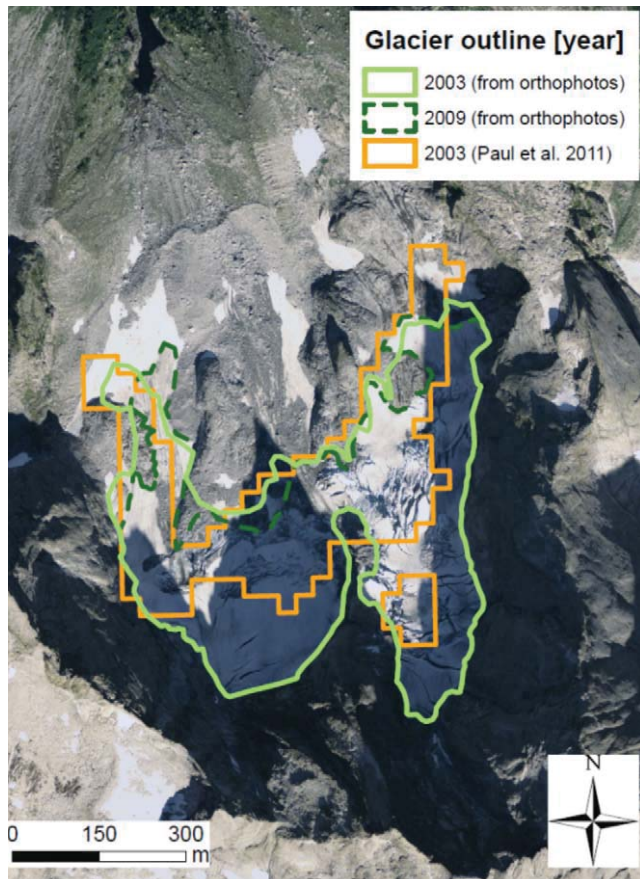 Glacier outline [year]
2003 (from orthophotos)
2009 (from orthophotos)
2003 (Paul et al. 2011)
N
0 150 300
m